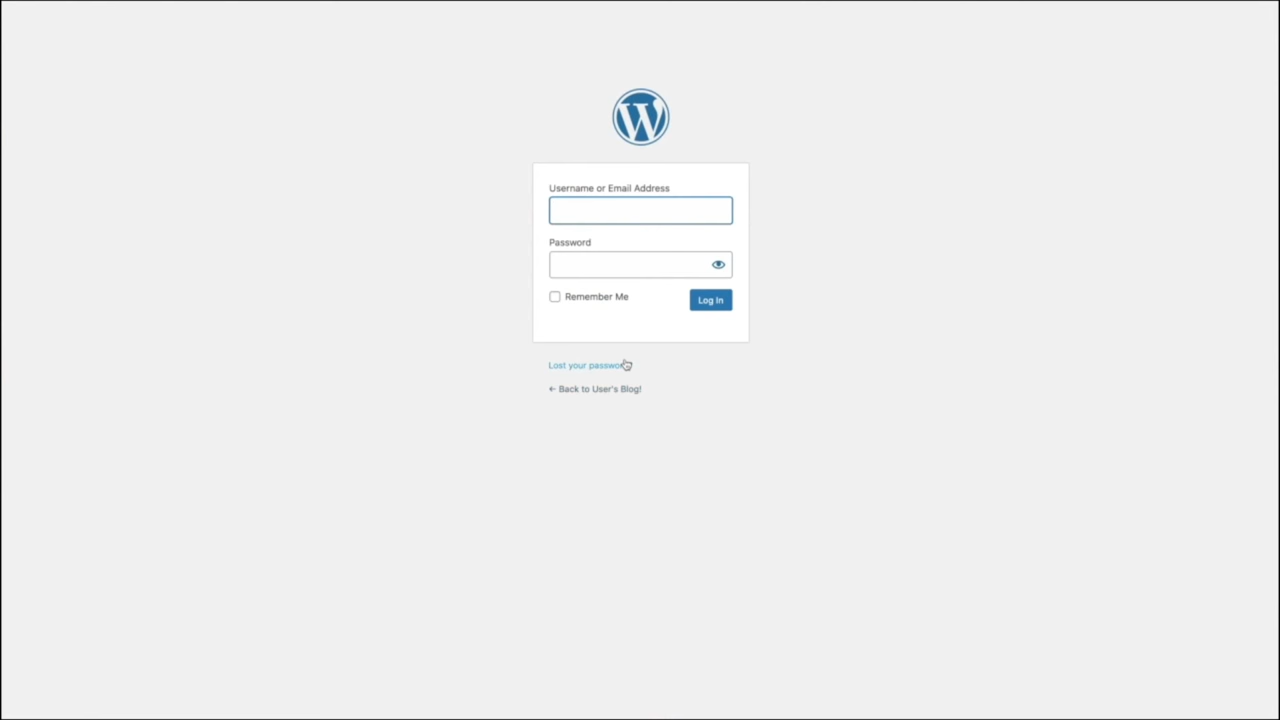 Username or Email Address
Password
Remember Me
Log In
Lost your
← Back to User's Blog!